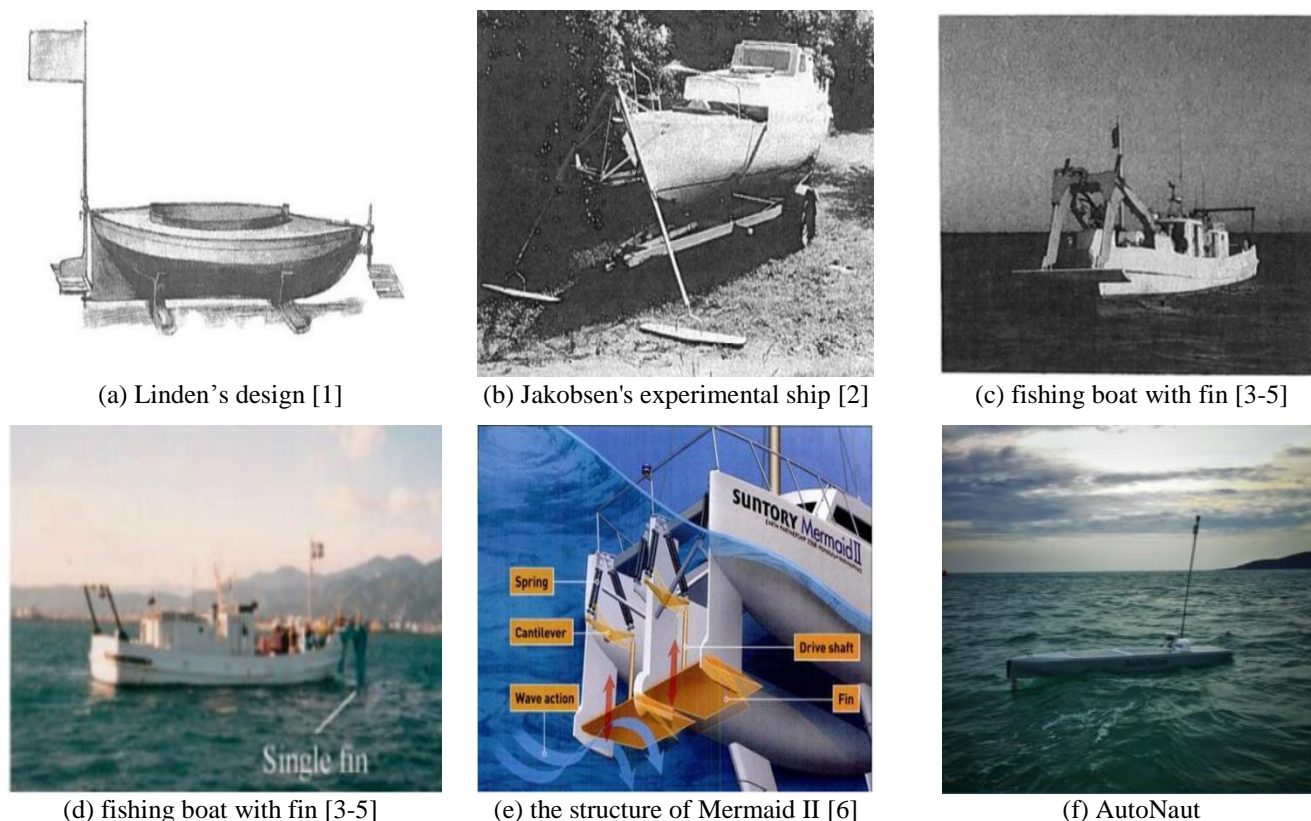 (a) Linden’s design [1]
(b) Jakobsen's experimental ship [2]
(c) fishing boat with fin [3-5]
Single fin
SUNTORY Mermaid II
Spring
Cantilever
Drive shaft
Wave action
Fin
(d) fishing boat with fin [3-5]
(e) the structure of Mermaid II [6]
(f) AutoNaut